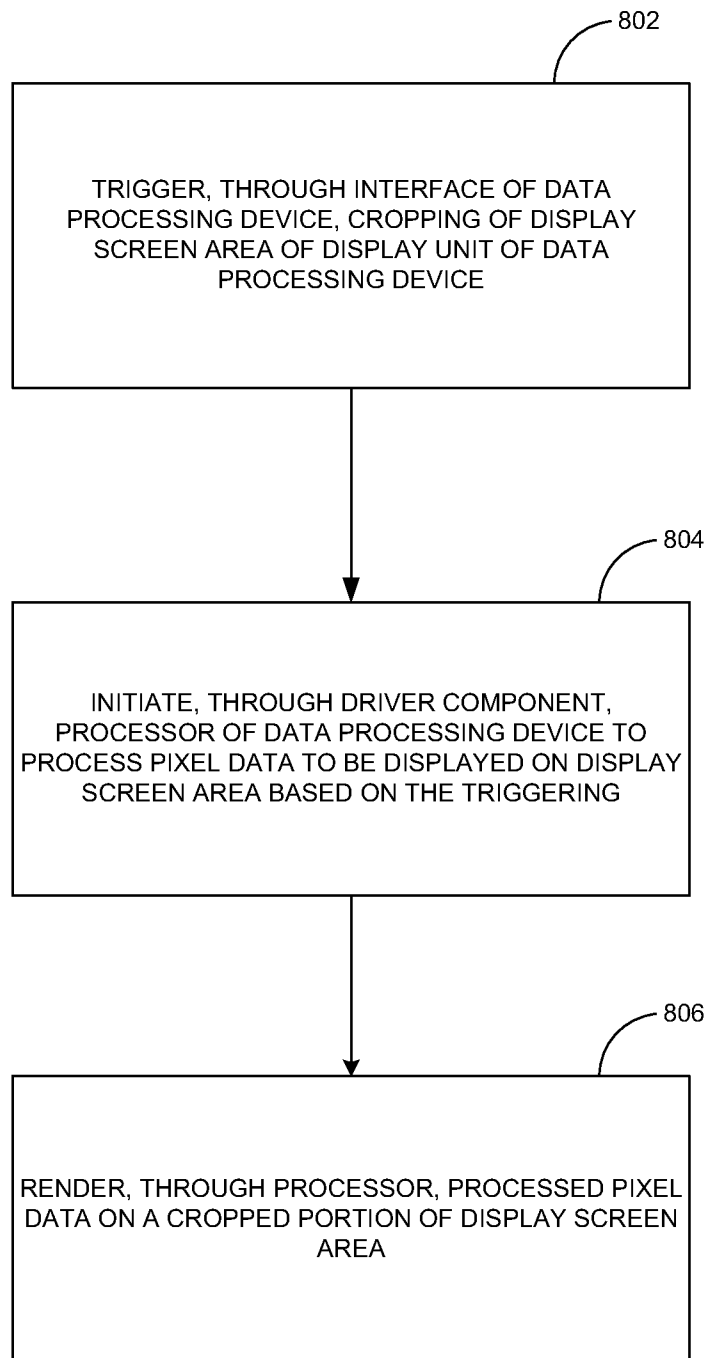 802
TRIGGER, THROUGH INTERFACE OF DATA
PROCESSING DEVICE, CROPPING OF DISPLAY
SCREEN AREA OF DISPLAY UNIT OF DATA
PROCESSING DEVICE
804
INITIATE, THROUGH DRIVER COMPONENT,
PROCESSOR OF DATA PROCESSING DEVICE TO
PROCESS PIXEL DATA TO BE DISPLAYED ON DISPLAY
SCREEN AREA BASED ON THE TRIGGERING
806
RENDER, THROUGH PROCESSOR, PROCESSED PIXEL
DATA ON A CROPPED PORTION OF DISPLAY SCREEN
AREA